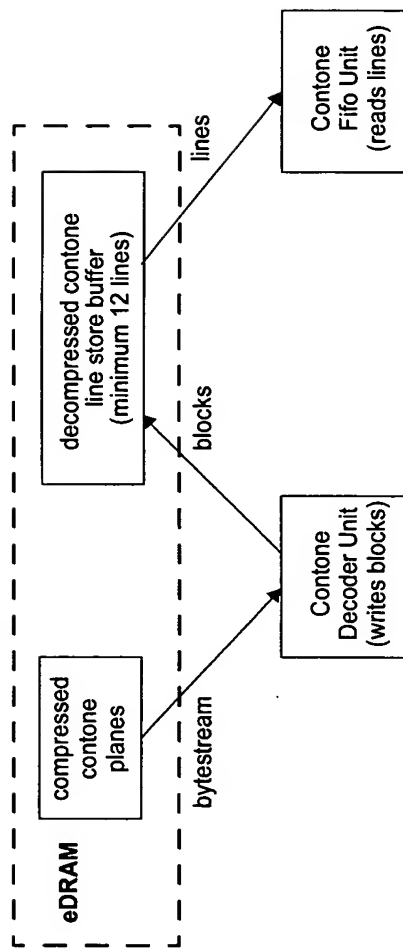 eDRAM
compressed
contone
planes
decompressed contone
line store buffer
(minimum 12 lines)
bytestream
blocks
lines
Contone
Decoder Unit
(writes blocks)
Contone
Fifo Unit
(reads lines)